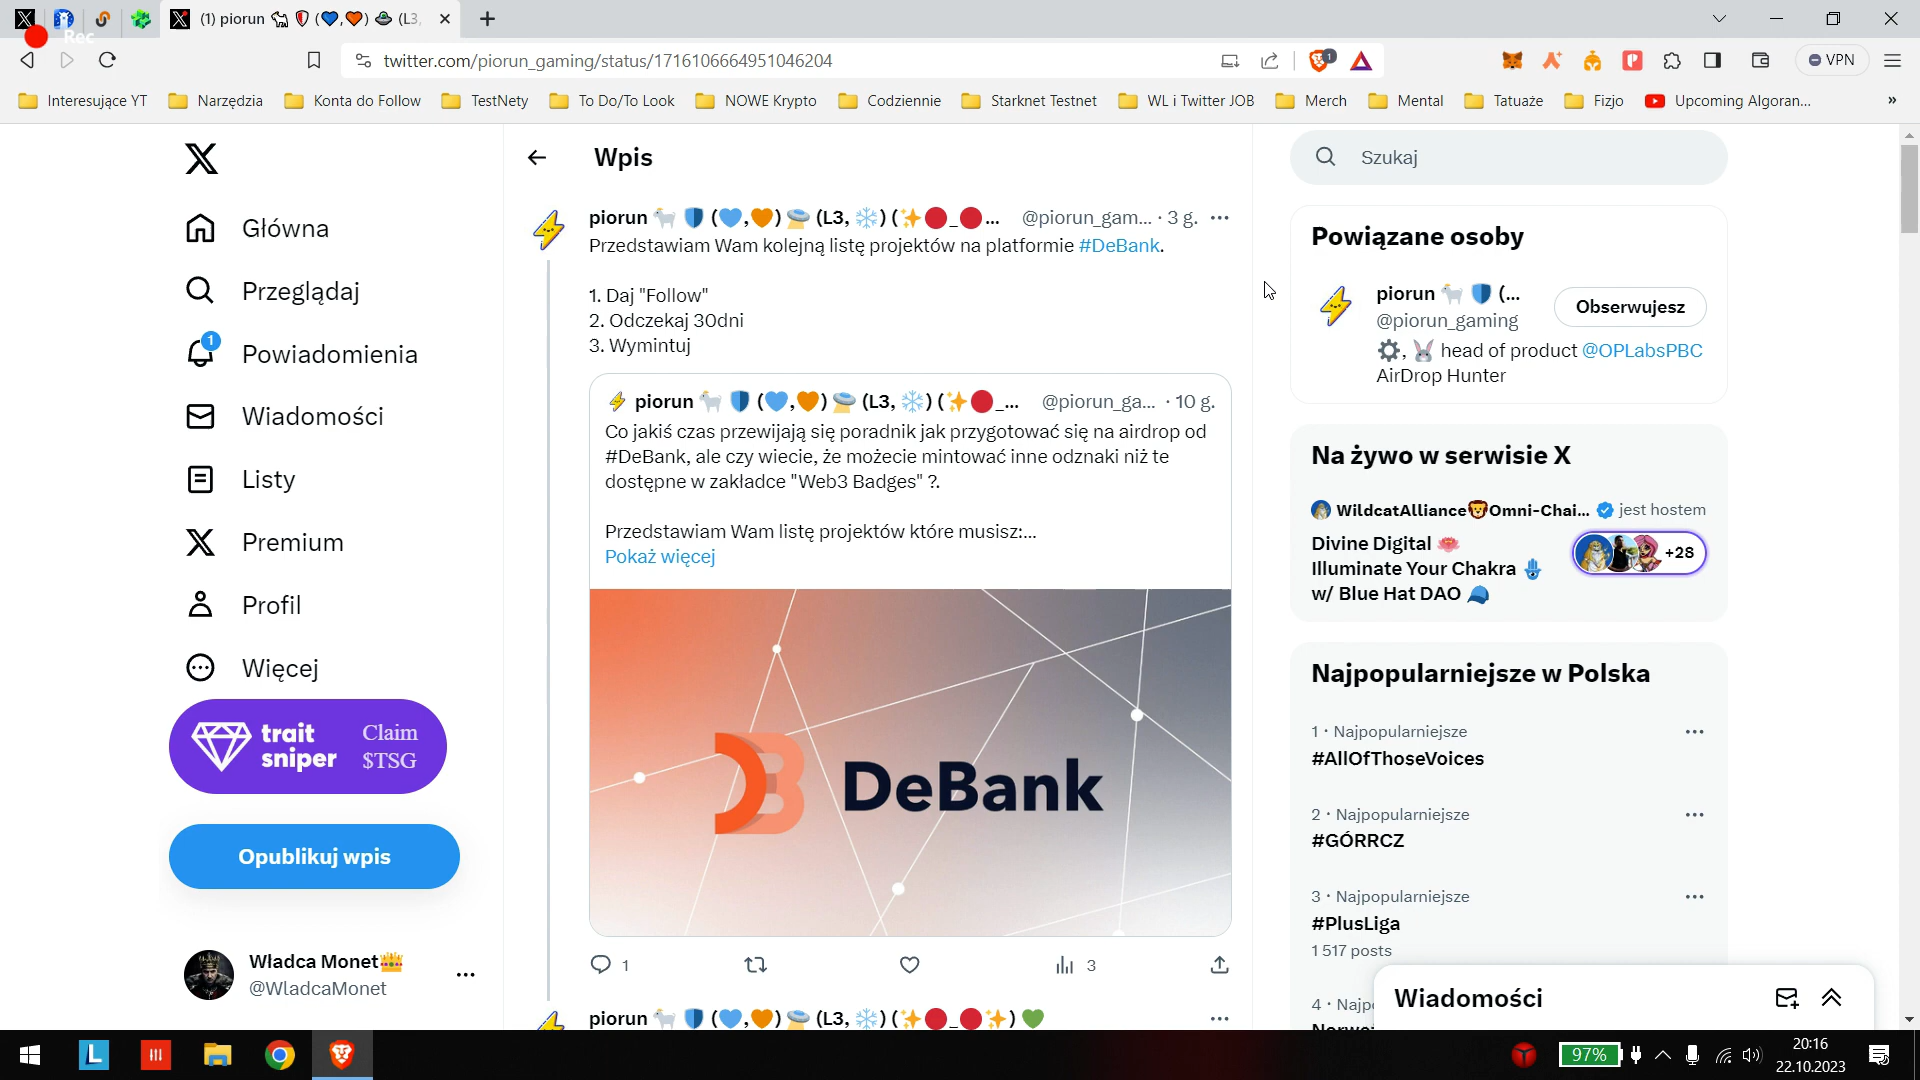 (1) piorun
Rec
twitter.com/piorun_gaming/status/1716106664951046204
VPN
Interesujące YT
Narzędzia
Konta do Follow
TestNety
To Do/To Look
NOWE Krypto
Codziennie
Starknet Testnet
WL i Twitter JOB
Merch
Mental
Tatuaże
Fizjo
Upcoming Algoran...
»
Główna
Przeglądaj
1
Powiadomienia
Wiadomości
Listy
Premium
Profil
Więcej
trait sniper
Claim $TSG
Opublikuj wpis
Władca Monet👑
@WladcaMonet
Wpis
piorun 🐐 🛡️ (💙,🧡) 🛸 (L3, ❄️) (✨🔴_🔴... @piorun_gam... · 3 g.
Przedstawiam Wam kolejną listę projektów na platformie #DeBank.
1. Daj "Follow"
2. Odczekaj 30dni
3. Wymintuj
piorun 🐐 🛡️ (💙,🧡) 🛸 (L3, ❄️) (✨🔴_... @piorun_ga... · 10 g.
Co jakiś czas przewijają się poradnik jak przygotować się na airdrop od
#DeBank, ale czy wiecie, że możecie mintować inne odznaki niż te
dostępne w zakładce "Web3 Badges" ?.
Przedstawiam Wam listę projektów które musisz:...
Pokaż więcej
DeBank
1
3
piorun 🐐 🛡️ (💙,🧡) 🛸 (L3, ❄️) (✨🔴_🔴✨) 💚
Szukaj
Powiązane osoby
piorun 🐐 🛡️ (...
@piorun_gaming
Obserwujesz
⚙️, 🐰 head of product @OPLabsPBC
AirDrop Hunter
Na żywo w serwisie X
WildcatAlliance🦁Omni-Chai... jest hostem
Divine Digital 🪷
Illuminate Your Chakra 🪬
w/ Blue Hat DAO 🧢
+28
Najpopularniejsze w Polska
1 · Najpopularniejsze
#AllOfThoseVoices
2 · Najpopularniejsze
#GÓRRCZ
3 · Najpopularniejsze
#PlusLiga
1 517 posts
Wiadomości
97%
20:16
22.10.2023